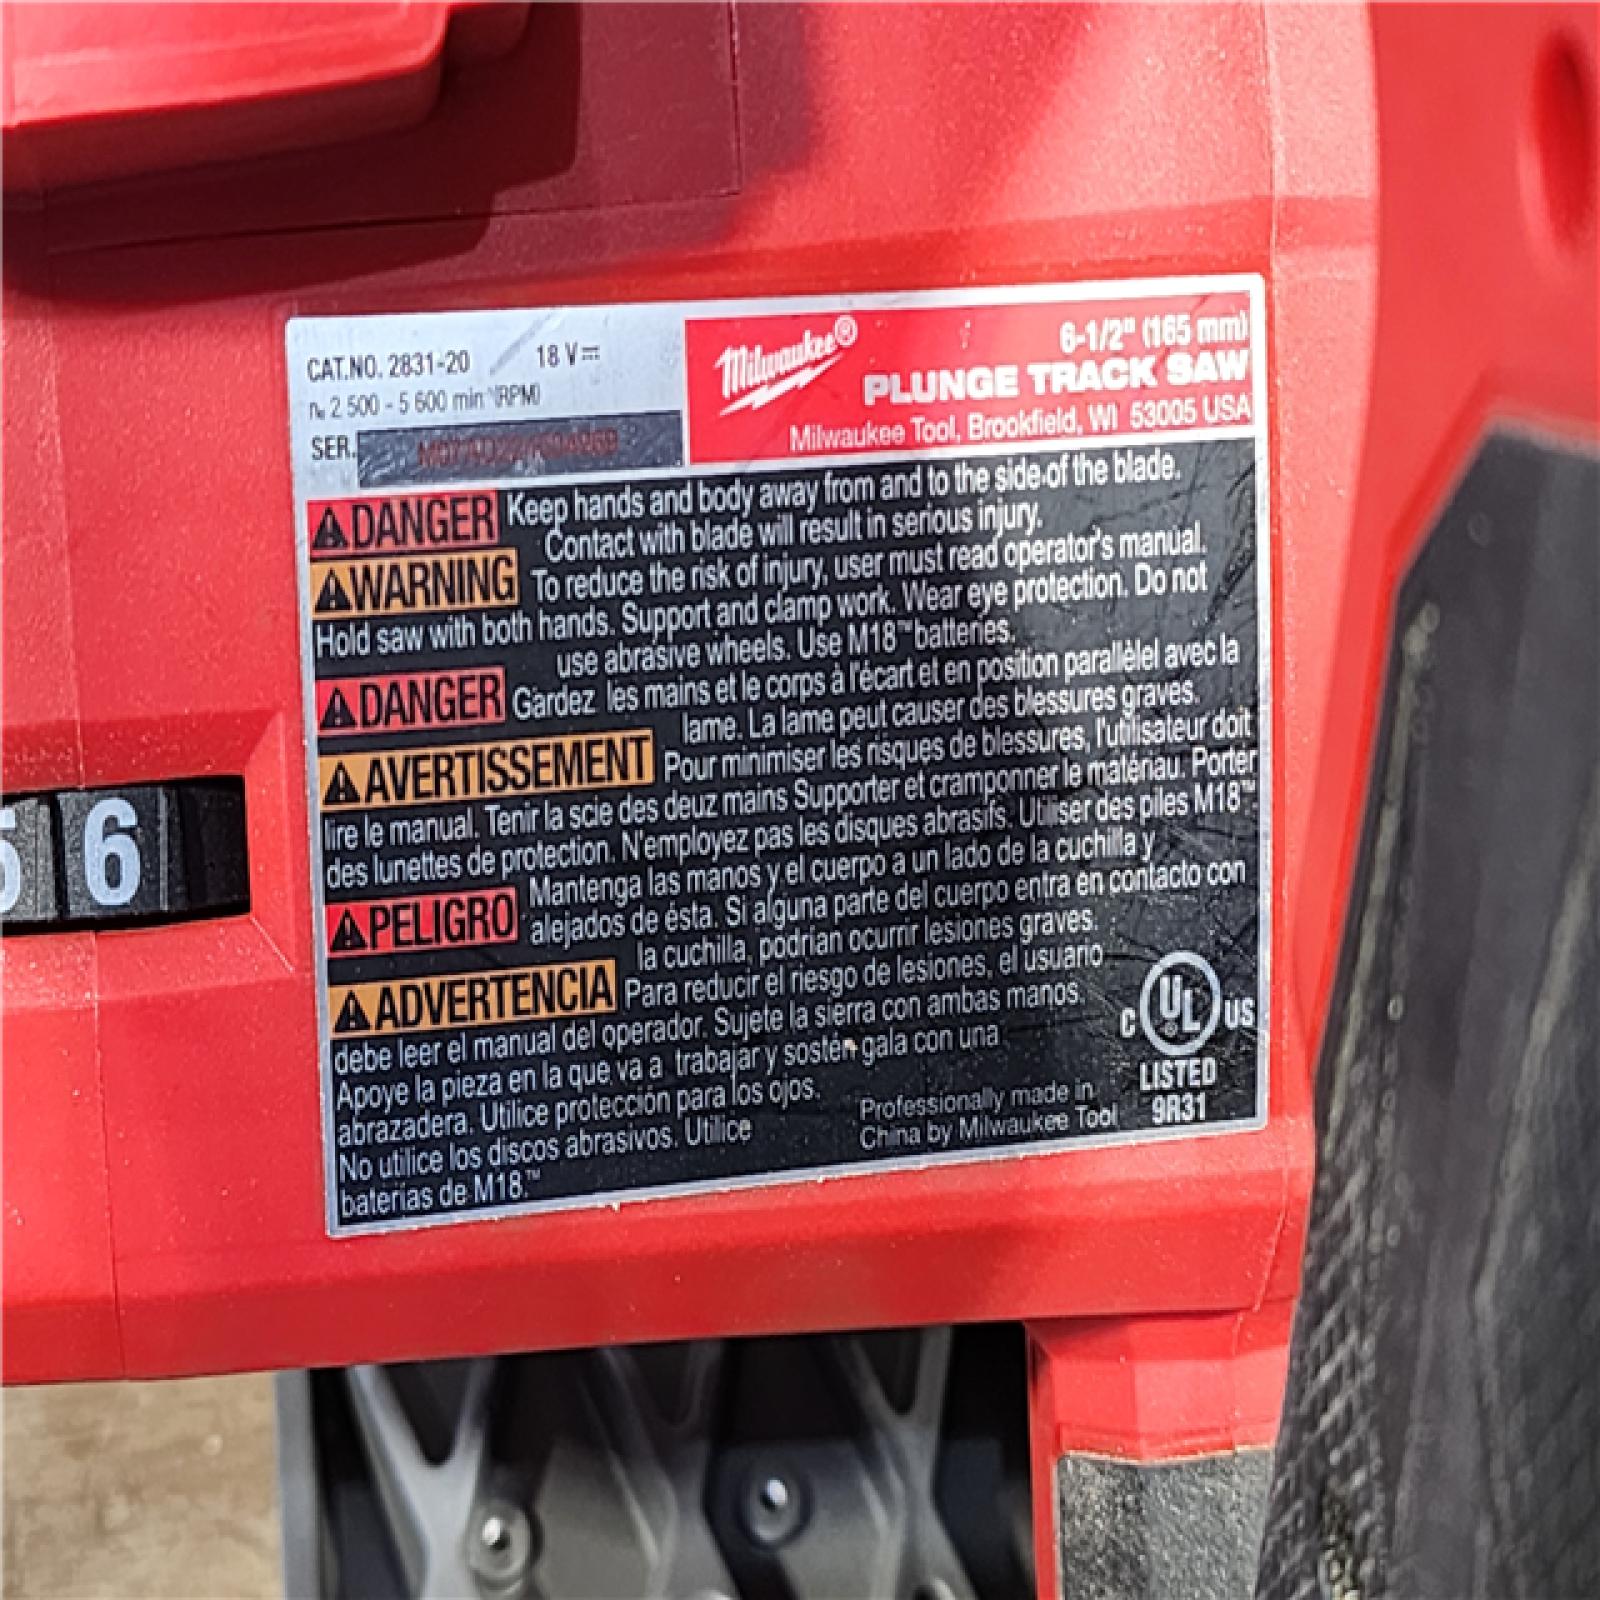 CAT.NO. 2831-20 18 V⎓
n₀ 2 500 - 5 600 min⁻¹(RPM)
SER.
Milwaukee®
6-1/2" (165 mm)
PLUNGE TRACK SAW
Milwaukee Tool, Brookfield, WI 53005 USA
⚠DANGER Keep hands and body away from and to the side of the blade.
Contact with blade will result in serious injury.
⚠WARNING To reduce the risk of injury, user must read operator's manual.
Hold saw with both hands. Support and clamp work. Wear eye protection. Do not
use abrasive wheels. Use M18™ batteries.
⚠DANGER Gardez les mains et le corps à l'écart et en position parallèlel avec la
lame. La lame peut causer des blessures graves.
⚠AVERTISSEMENT Pour minimiser les risques de blessures, l'utilisateur doit
lire le manual. Tenir la scie des deuz mains Supporter et cramponner le matériau. Porter
des lunettes de protection. N'employez pas les disques abrasifs. Utiliser des piles M18™
⚠PELIGRO Mantenga las manos y el cuerpo a un lado de la cuchilla y
alejados de ésta. Si alguna parte del cuerpo entra en contacto con
la cuchilla, podrían ocurrir lesiones graves.
⚠ADVERTENCIA Para reducir el riesgo de lesiones, el usuario
debe leer el manual del operador. Sujete la sierra con ambas manos.
Apoye la pieza en la que va a trabajar y sostén gala con una
abrazadera. Utilice protección para los ojos.
No utilice los discos abrasivos. Utilice
baterías de M18.™
Professionally made in
China by Milwaukee Tool
C UL US
LISTED
9R31
5 6